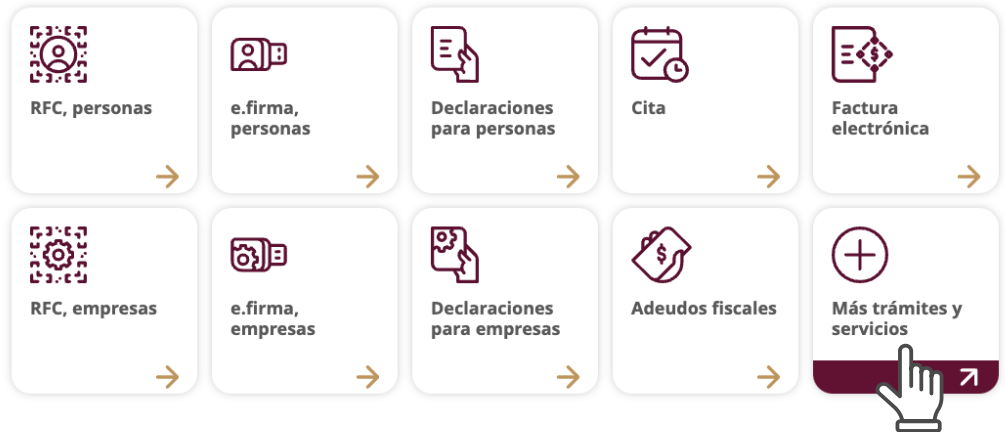 RFC, personas
e.firma,
personas
Declaraciones
para personas
Cita
Factura
electrónica
RFC, empresas
e.firma,
empresas
Declaraciones
para empresas
Adeudos fiscales
Más trámites y
servicios